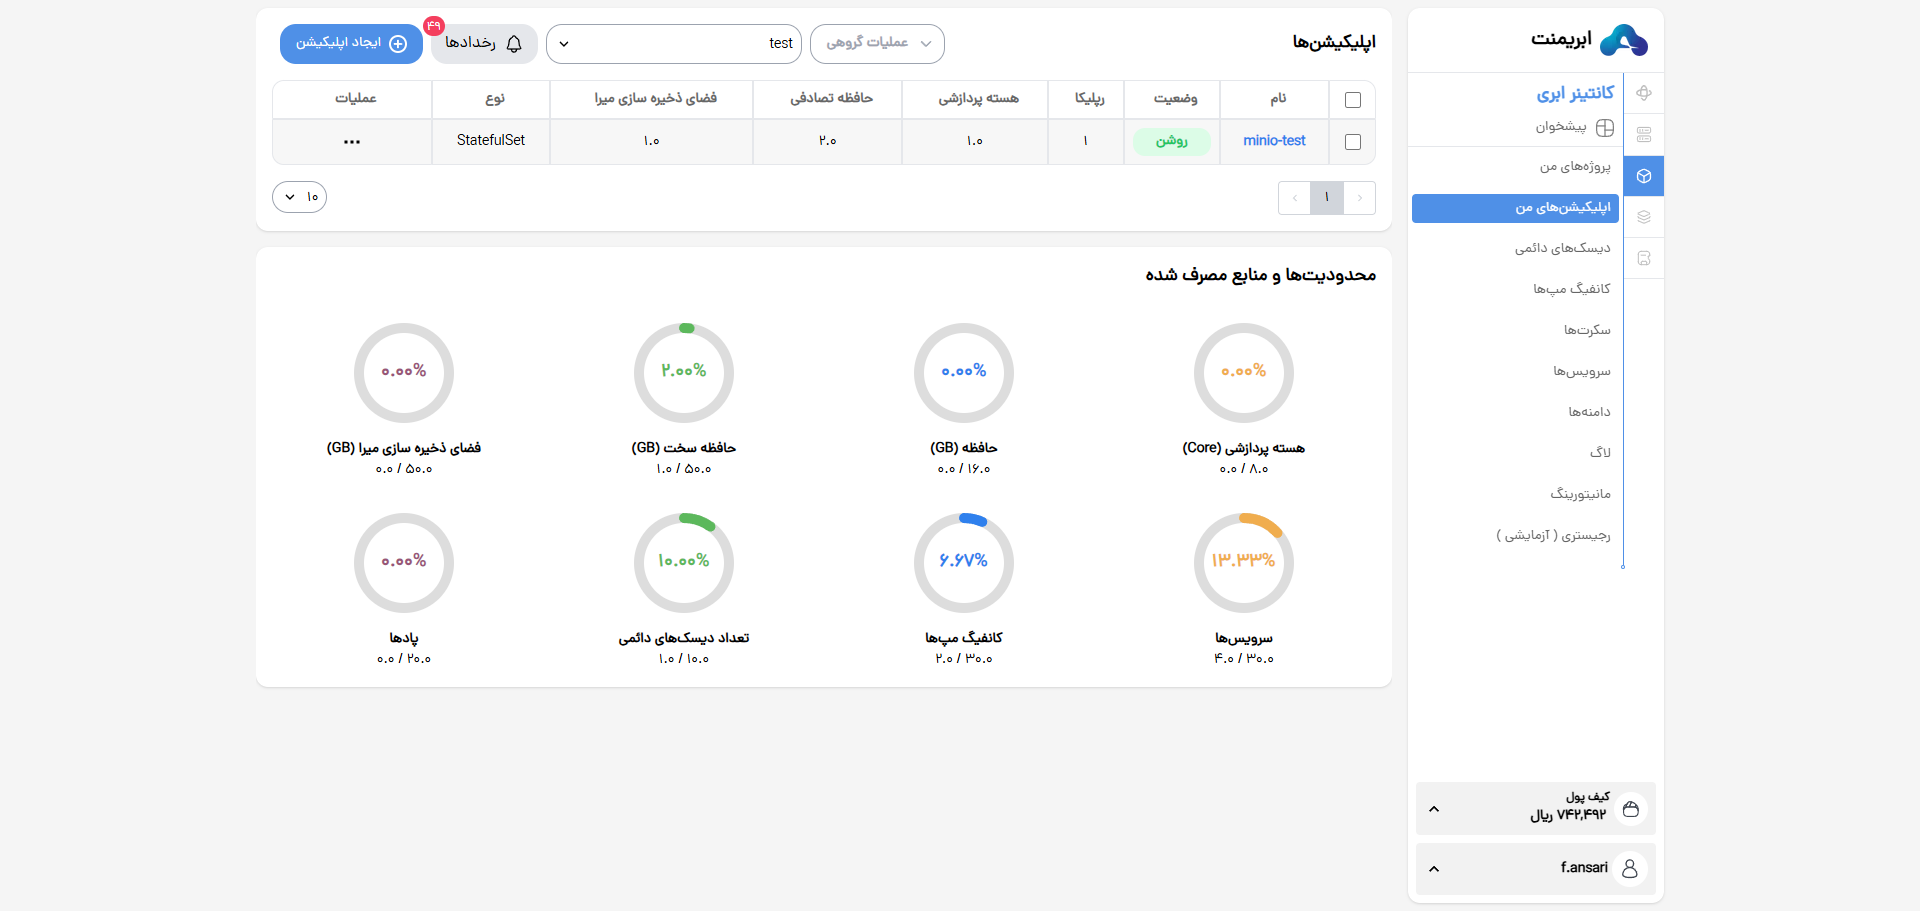 ابریمنت
کانتینر ابری
پیشخوان
پروژه‌های من
اپلیکیشن‌های من
دیسک‌های دائمی
کانفیگ مپ‌ها
سکرت‌ها
سرویس‌ها
دامنه‌ها
لاگ
مانیتورینگ
رجیستری ( آزمایشی )
کیف پول
۷۴۲,۴۹۲ ریال
f.ansari
اپلیکیشن‌ها
عملیات گروهی
test
رخدادها
۴۹
ایجاد اپلیکیشن
نام وضعیت رپلیکا هسته پردازشی حافظه تصادفی فضای ذخیره سازی میرا نوع عملیات
minio-test روشن ۱ ۱.۰ ۲.۰ ۱.۰ StatefulSet
۱
۱۰
محدودیت‌ها و منابع مصرف شده
۰.۰۰% ۰.۰۰% ۲.۰۰% ۰.۰۰%
هسته پردازشی (Core) حافظه (GB) حافظه سخت (GB) فضای ذخیره سازی میرا (GB)
۰.۰ / ۸.۰ ۰.۰ / ۱۶.۰ ۱.۰ / ۵۰.۰ ۰.۰ / ۵۰.۰
۱۳.۳۳% ۶.۶۷% ۱۰.۰۰% ۰.۰۰%
سرویس‌ها کانفیگ مپ‌ها تعداد دیسک‌های دائمی پادها
۴.۰ / ۳۰.۰ ۲.۰ / ۳۰.۰ ۱.۰ / ۱۰.۰ ۰.۰ / ۲۰.۰